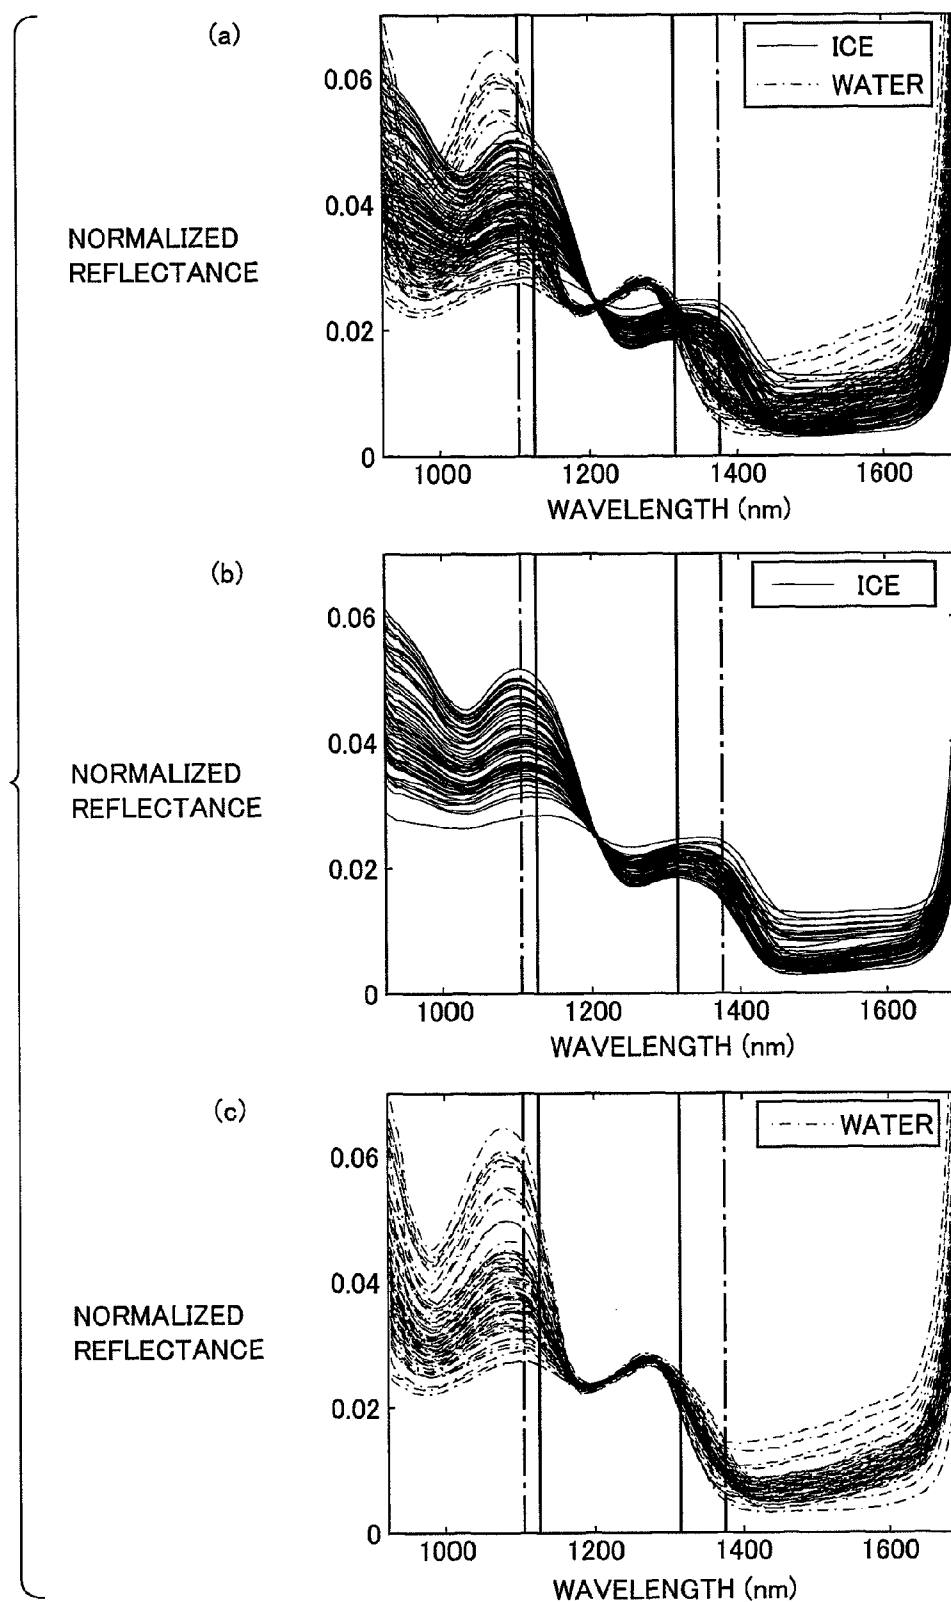 (a)
ICE
WATER
0.06
0.04
0.02
0
NORMALIZED
REFLECTANCE
1000 1200 1400 1600
WAVELENGTH (nm)
(b)
ICE
0.06
0.04
0.02
0
NORMALIZED
REFLECTANCE
1000 1200 1400 1600
WAVELENGTH (nm)
(c)
WATER
0.06
0.04
0.02
0
NORMALIZED
REFLECTANCE
1000 1200 1400 1600
WAVELENGTH (nm)